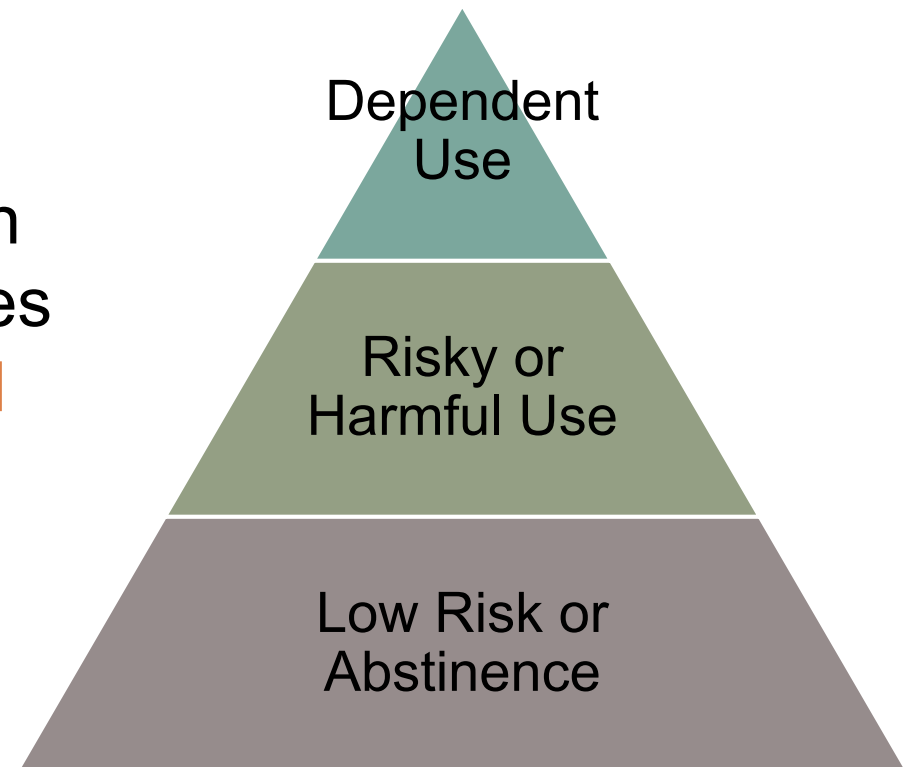 Dependent
Use
Risky or
Harmful Use
Low Risk or
Abstinence